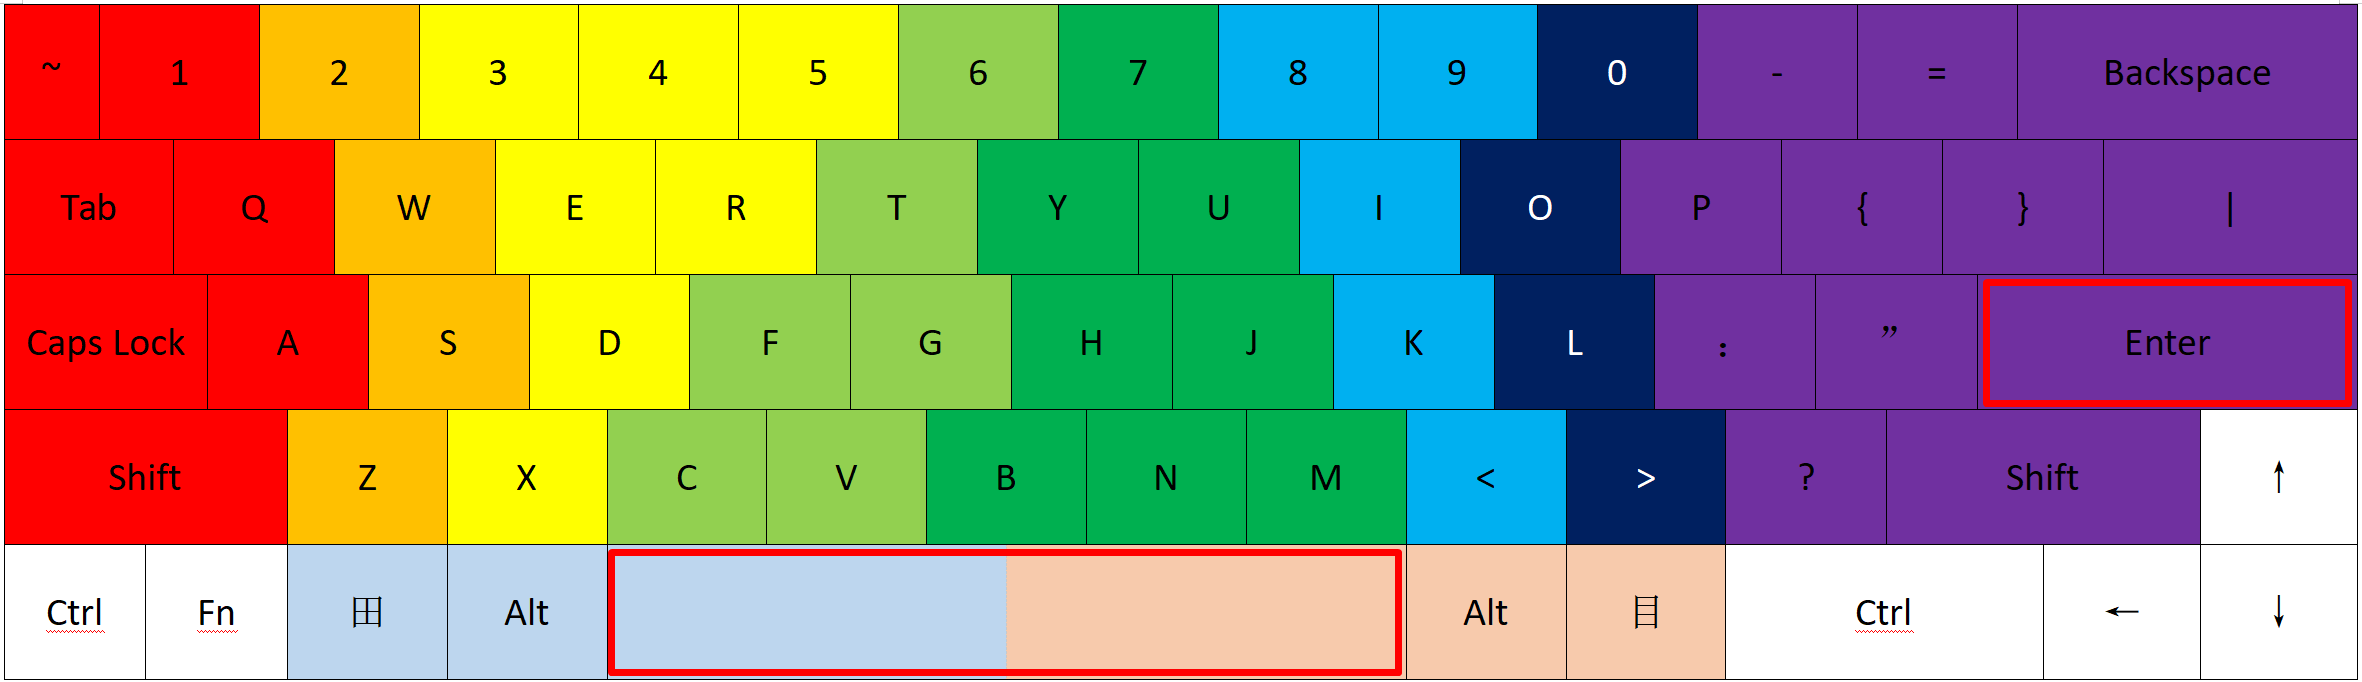 ~ 1 2 3 4 5 6 7 8 9 0 - = Backspace
Tab Q W E R T Y U I O P { } |
Caps Lock A S D F G H J K L : ” Enter
Shift Z X C V B N M < > ? Shift ↑
Ctrl Fn 田 Alt Alt 目 Ctrl ← ↓